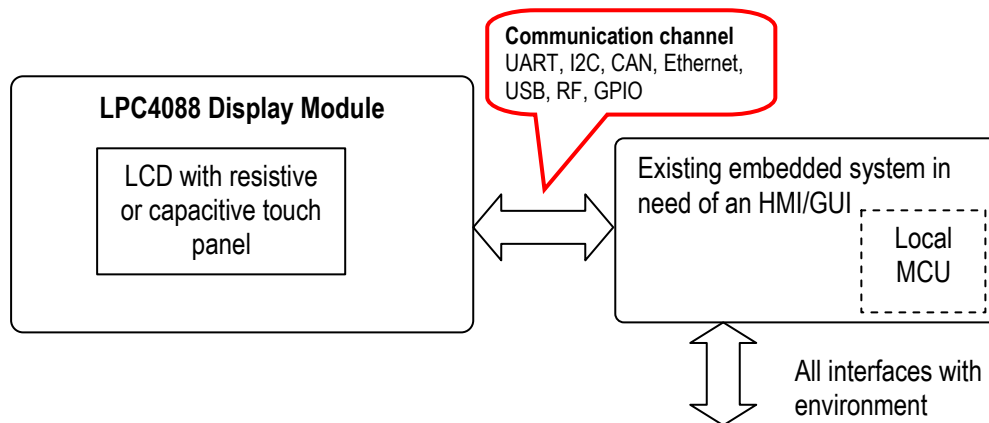 Communication channel
UART, I2C, CAN, Ethernet,
USB, RF, GPIO
LPC4088 Display Module
LCD with resistive
or capacitive touch
panel
Existing embedded system in
need of an HMI/GUI
Local
MCU
All interfaces with
environment